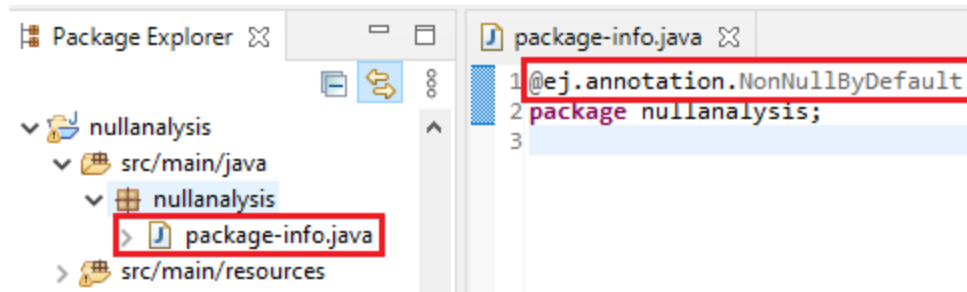 Package Explorer
nullanalysis
src/main/java
nullanalysis
package-info.java
src/main/resources
package-info.java
1 @ej.annotation.NonNullByDefault
2 package nullanalysis;
3